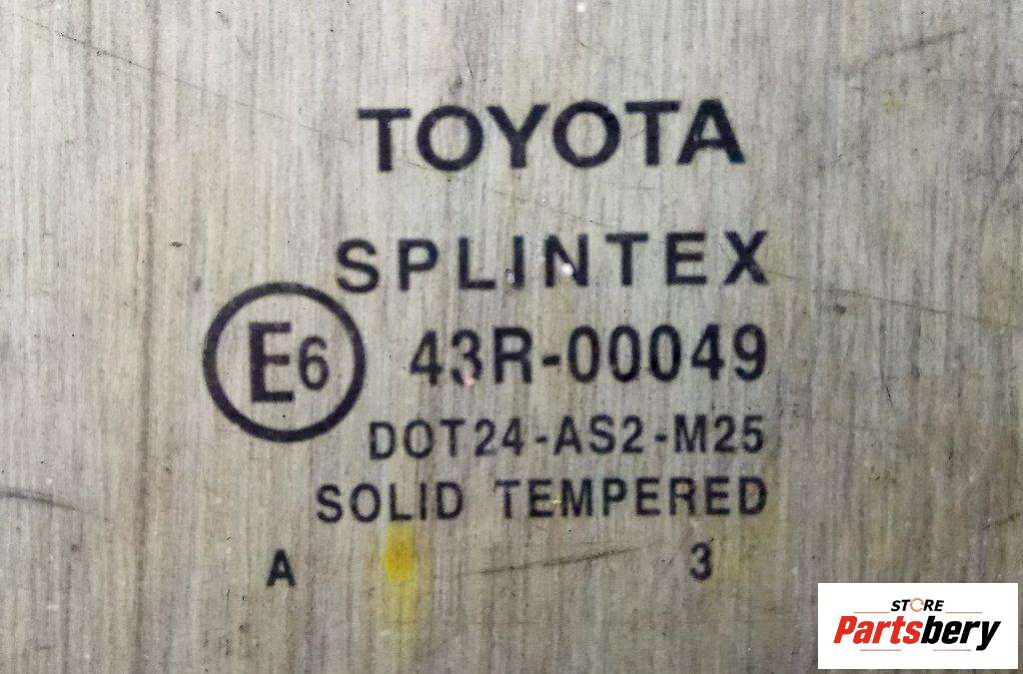 TOYOTA
SPLINTEX
E6 43R-00049
DOT24-AS2-M25
SOLID TEMPERED
A 3
STORE
Partsbery